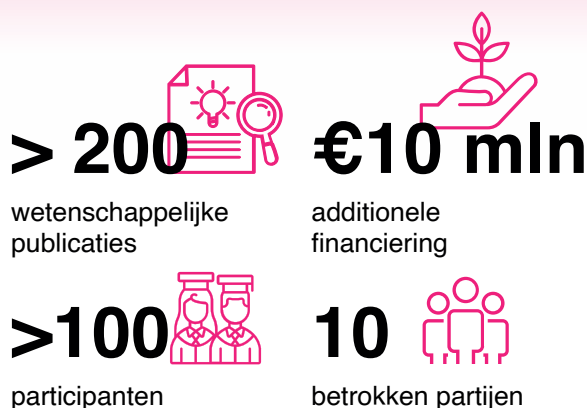 > 200
wetenschappelijke
publicaties
€10 mln
additionele
financiering
>100
participanten
10
betrokken partijen